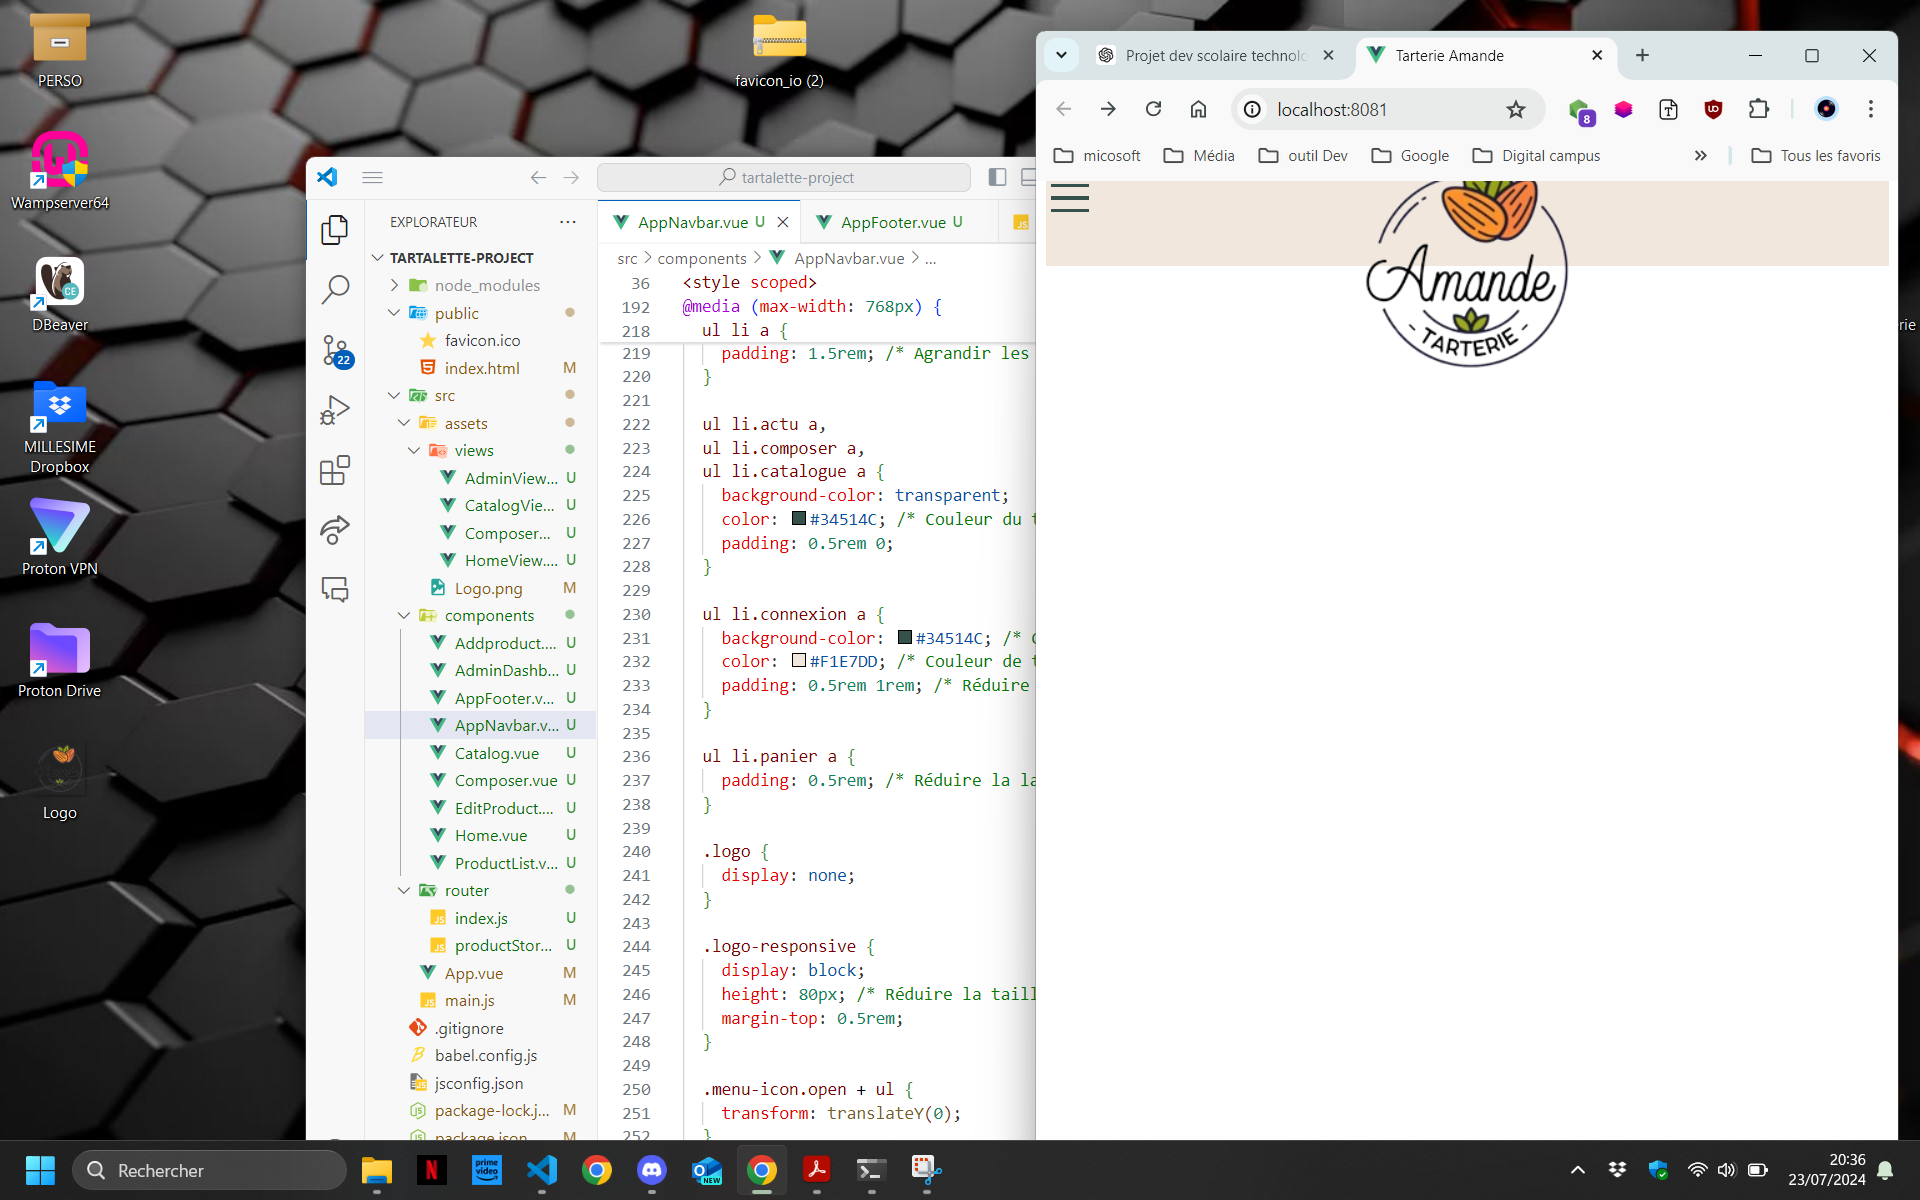 PERSO
Wampserver64
DBeaver
MILLESIME
Dropbox
Proton VPN
Proton Drive
Logo
favicon_io (2)
tartalette-project
EXPLORATEUR
TARTALETTE-PROJECT
node_modules
public
favicon.ico
index.html M
src
assets
views
AdminView... U
CatalogVie... U
Composer... U
HomeView.... U
Logo.png M
components
Addproduct.... U
AdminDashb... U
AppFooter.v... U
AppNavbar.v... U
Catalog.vue U
Composer.vue U
EditProduct.... U
Home.vue U
ProductList.v... U
router
index.js U
productStor... U
App.vue M
main.js M
.gitignore
babel.config.js
jsconfig.json
package-lock.j... M
package.json M
22
AppNavbar.vue U
AppFooter.vue U
JS
src > components > AppNavbar.vue > ...
36 <style scoped>
192 @media (max-width: 768px) {
218 ul li a {
219 padding: 1.5rem; /* Agrandir les
220 }
221
222 ul li.actu a,
223 ul li.composer a,
224 ul li.catalogue a {
225 background-color: transparent;
226 color: #34514C; /* Couleur du
227 padding: 0.5rem 0;
228 }
229
230 ul li.connexion a {
231 background-color: #34514C; /*
232 color: #F1E7DD; /* Couleur de
233 padding: 0.5rem 1rem; /* Réduire
234 }
235
236 ul li.panier a {
237 padding: 0.5rem; /* Réduire la
238 }
239
240 .logo {
241 display: none;
242 }
243
244 .logo-responsive {
245 display: block;
246 height: 80px; /* Réduire la taill
247 margin-top: 0.5rem;
248 }
249
250 .menu-icon.open + ul {
251 transform: translateY(0);
252 }
Projet dev scolaire technolo
Tarterie Amande
localhost:8081
8
micosoft
Média
outil Dev
Google
Digital campus
Tous les favoris
Amande
- TARTERIE -
rie
Rechercher
20:36
23/07/2024